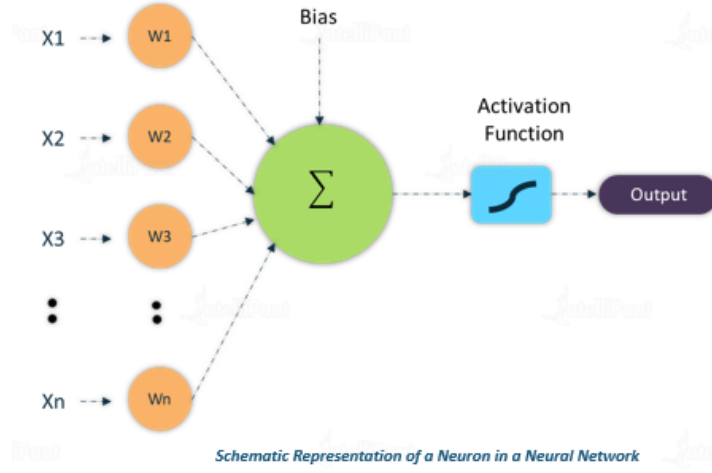 Bias
X1
W1
Activation
Function
X2
W2
Σ
Output
X3
W3
Xn
Wn
Schematic Representation of a Neuron in a Neural Network